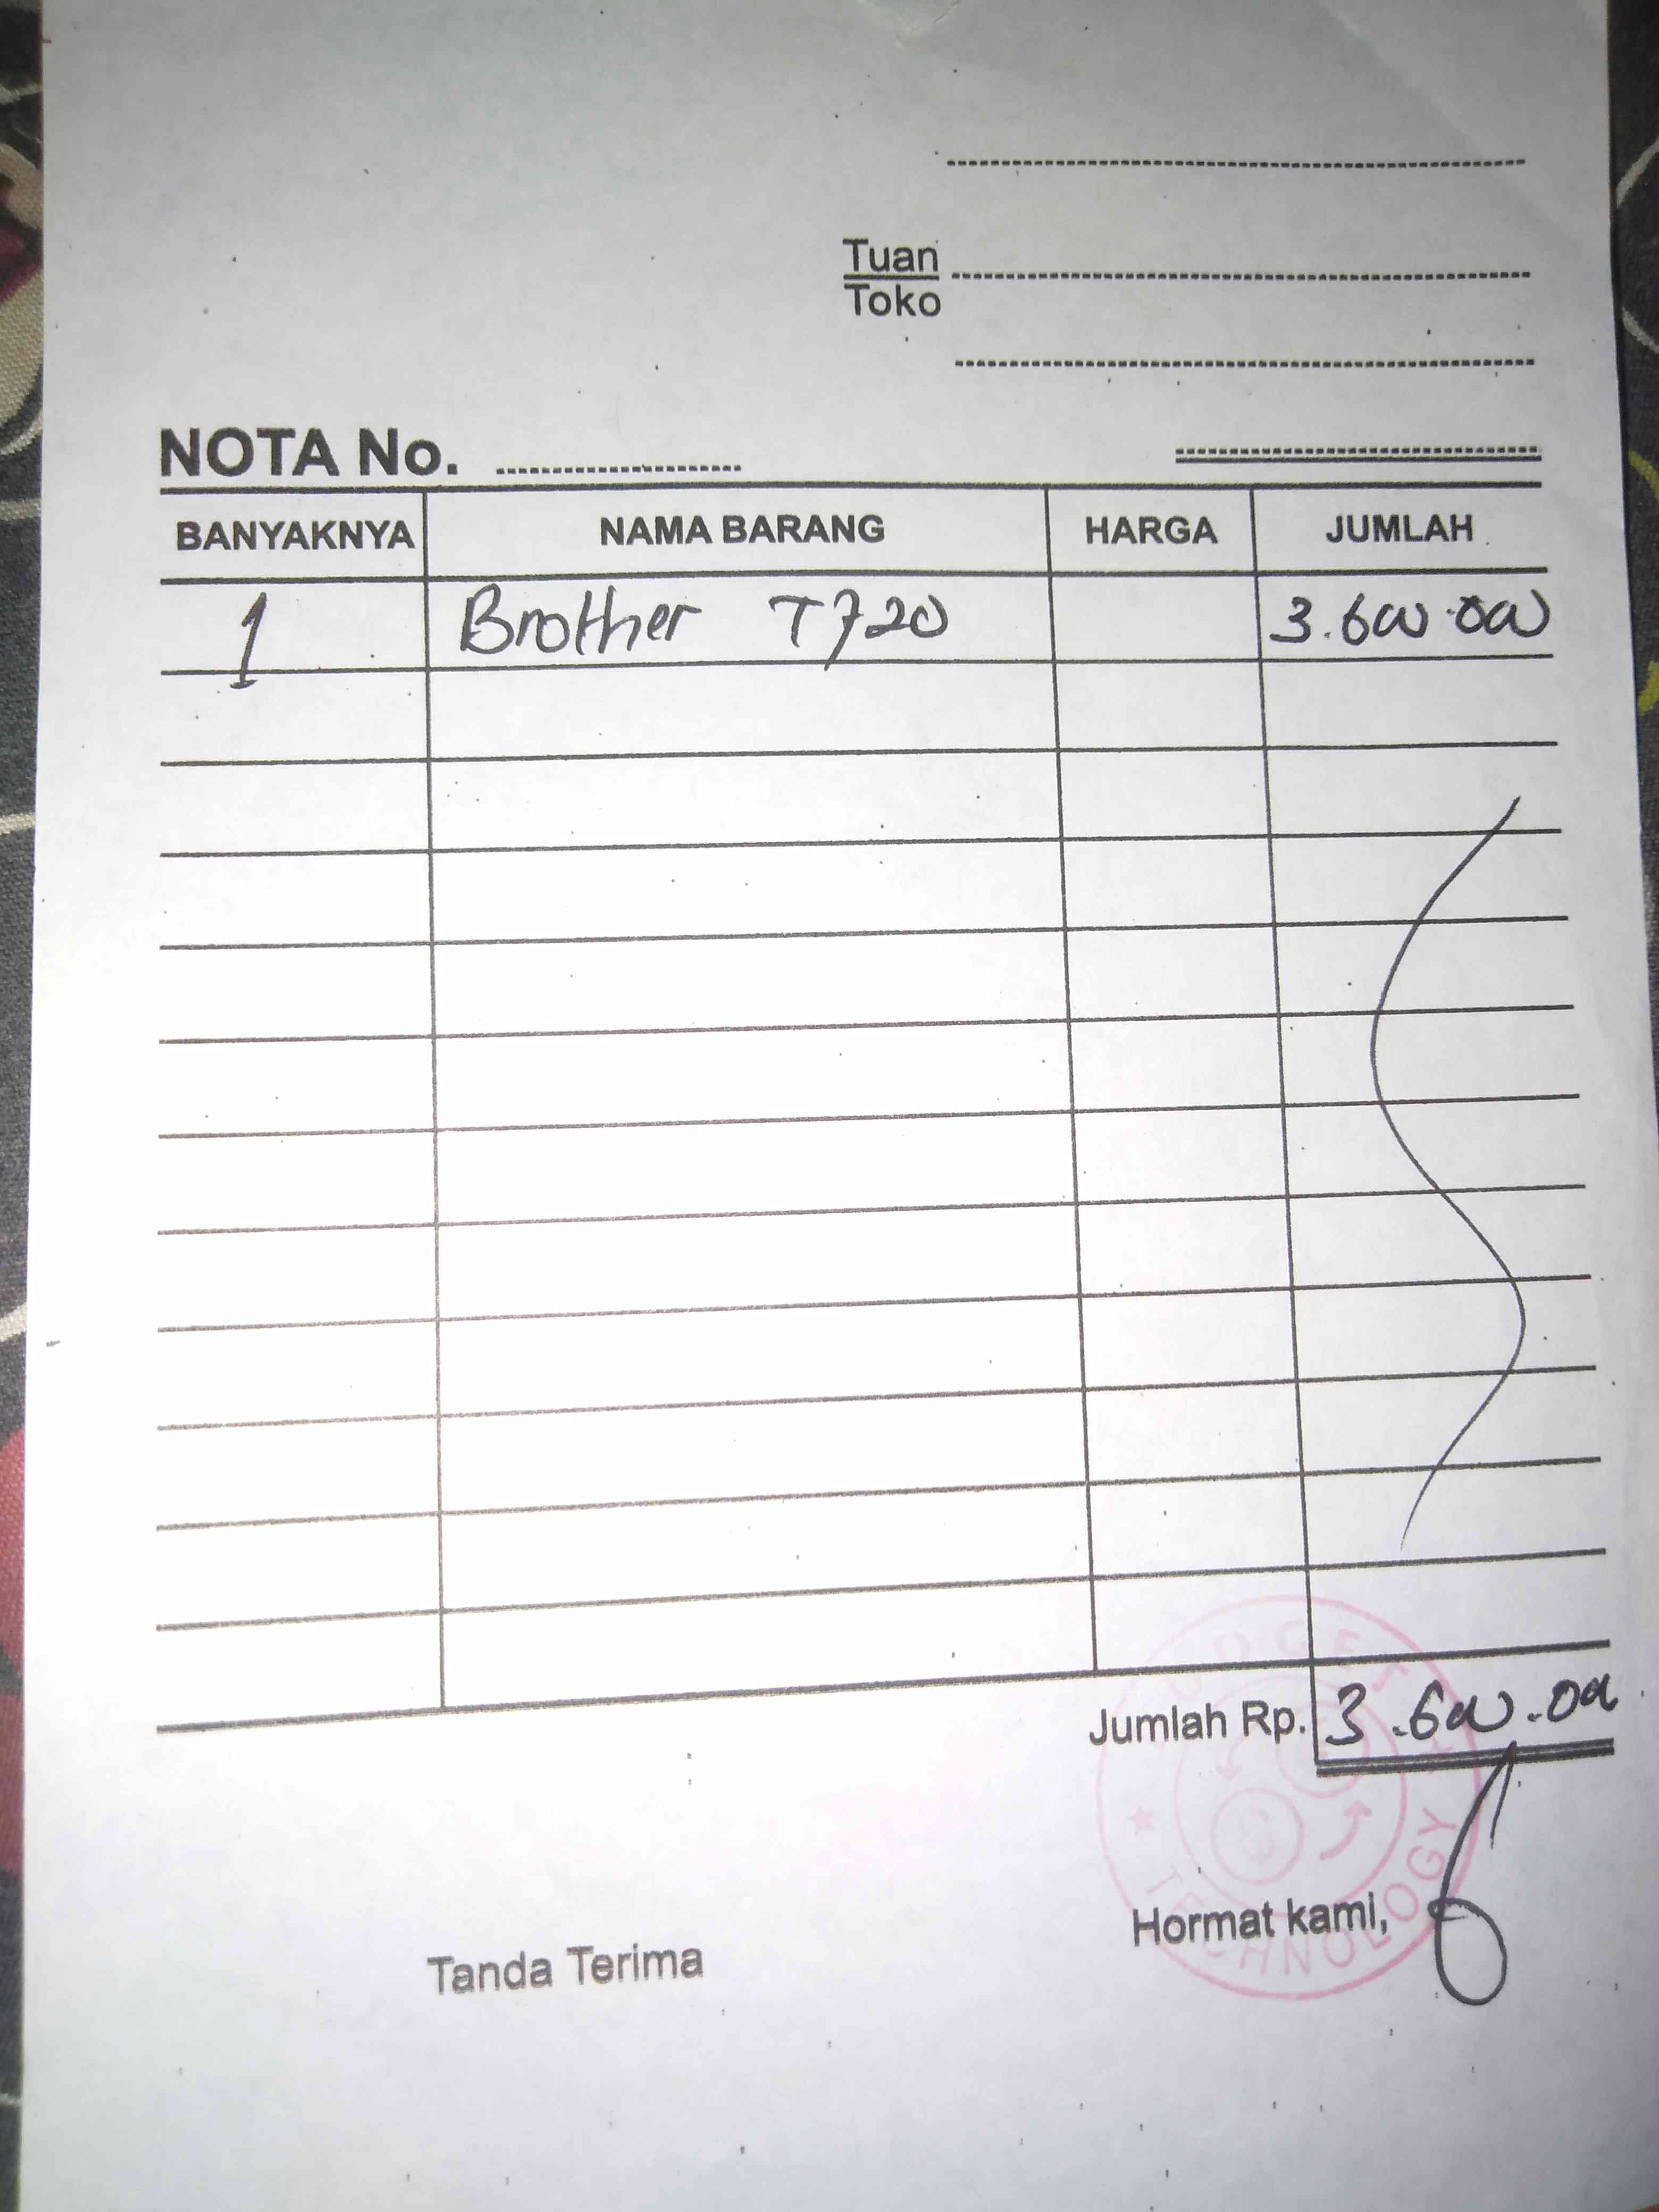 Tuan
Toko
NOTA No.
BANYAKNYA NAMA BARANG HARGA JUMLAH
1 Brother T720 3.600.000
Jumlah Rp. 3.600.000
Tanda Terima Hormat kami,
TECHNOLOGY